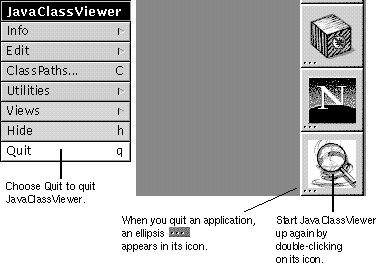 JavaClassViewer
Info
Edit
ClassPaths... C
Utilities
Views
Hide h
Quit q
Choose Quit to quit
JavaClassViewer.
N
When you quit an application,
an ellipsis ...
appears in its icon.
Start JavaClassViewer
up again by
double-clicking
on its icon.